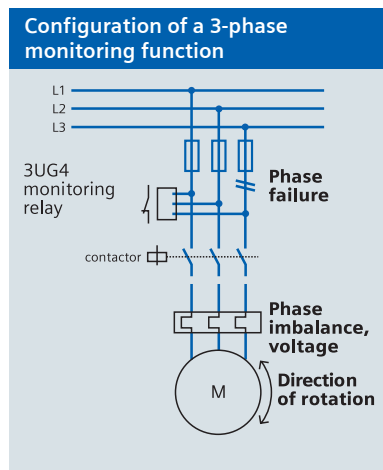 Configuration of a 3-phase
monitoring function
L1
L2
L3
3UG4
monitoring
relay
Phase
failure
contactor
Phase
imbalance,
voltage
M
Direction
of rotation